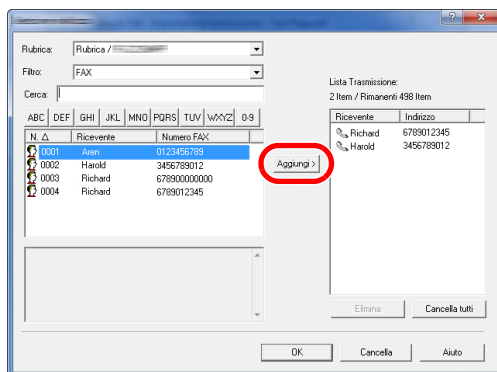 Rubrica: Rubrica /
Filtro: FAX
Cerca:
ABC DEF GHI JKL MNO PQRS TUV WXYZ 0-9
N. Δ Ricevente Numero FAX
0001 Aren 0123456789
0002 Harold 3456789012
0003 Richard 678900000000
0004 Richard 6789012345
Aggiungi >
Lista Trasmissione:
2 Item / Rimanenti 498 Item
Ricevente Indirizzo
Richard 6789012345
Harold 3456789012
Elimina Cancella tutti
OK Cancella Aiuto